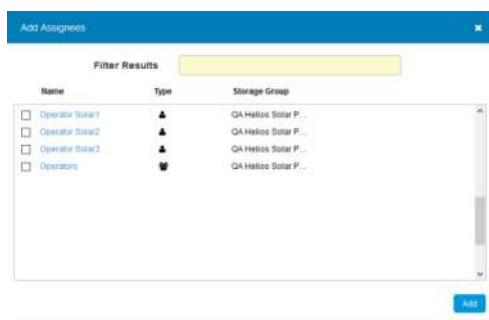 Add Assignees
Filter Results
Name Type Storage Group
Operator Solar1 QA Helios Solar P...
Operator Solar2 QA Helios Solar P...
Operator Solar3 QA Helios Solar P...
Operators QA Helios Solar P...
Add